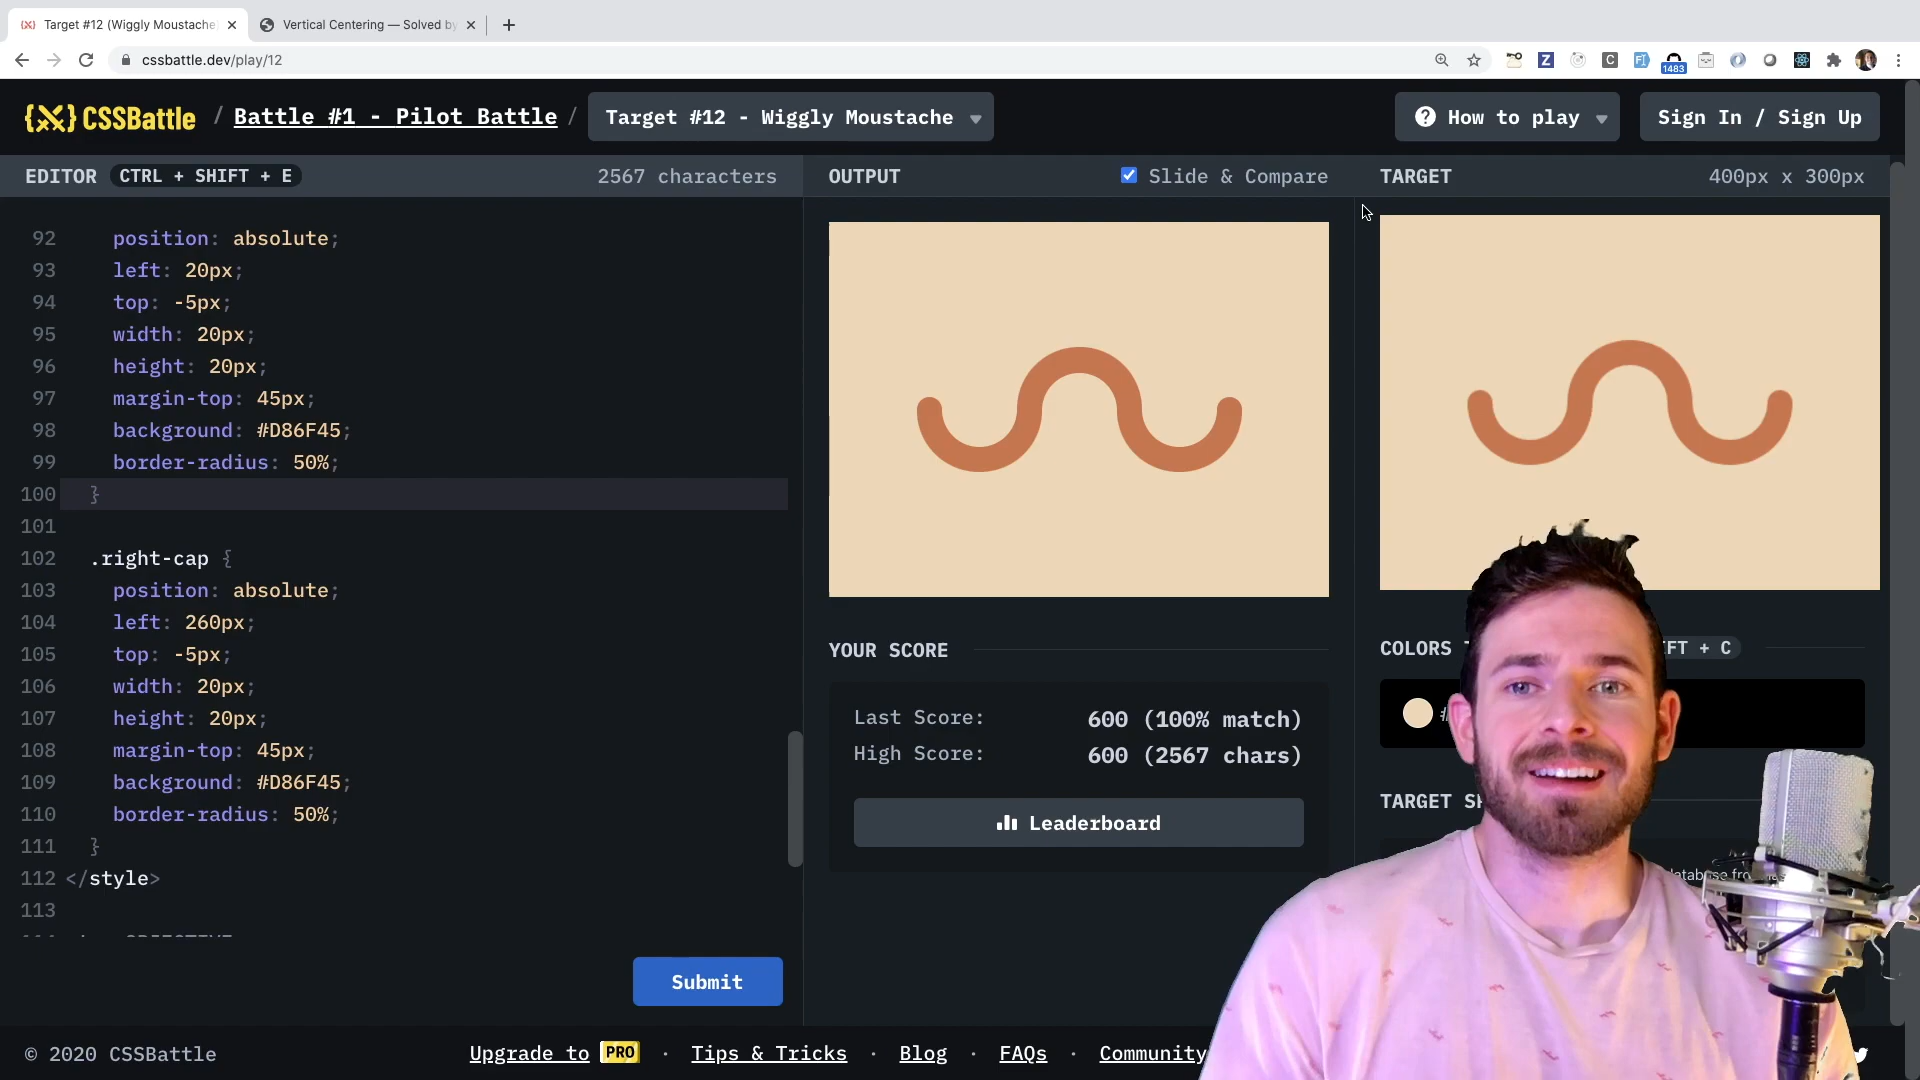 Target #12 (Wiggly Moustache)
Vertical Centering — Solved by
cssbattle.dev/play/12
1483
{X} CSSBattle / Battle #1 - Pilot Battle / Target #12 - Wiggly Moustache
How to play
Sign In / Sign Up
EDITOR CTRL + SHIFT + E 2567 characters
OUTPUT Slide & Compare
TARGET 400px x 300px
92 position: absolute;
93 left: 20px;
94 top: -5px;
95 width: 20px;
96 height: 20px;
97 margin-top: 45px;
98 background: #D86F45;
99 border-radius: 50%;
100 }
101
102 .right-cap {
103 position: absolute;
104 left: 260px;
105 top: -5px;
106 width: 20px;
107 height: 20px;
108 margin-top: 45px;
109 background: #D86F45;
110 border-radius: 50%;
111 }
112 </style>
113
Submit
YOUR SCORE
Last Score: 600 (100% match)
High Score: 600 (2567 chars)
Leaderboard
COLORS
FT + C
#
TARGET
© 2020 CSSBattle
Upgrade to PRO · Tips & Tricks · Blog · FAQs · Community